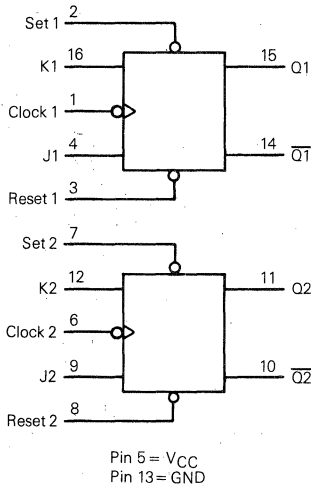 Set 1 2
K1 16 15 Q1
Clock 1 1
J1 4 14 Q1̅
Reset 1 3
Set 2 7
K2 12 11 Q2
Clock 2 6
J2 9 10 Q2̅
Reset 2 8
Pin 5 = VCC
Pin 13 = GND